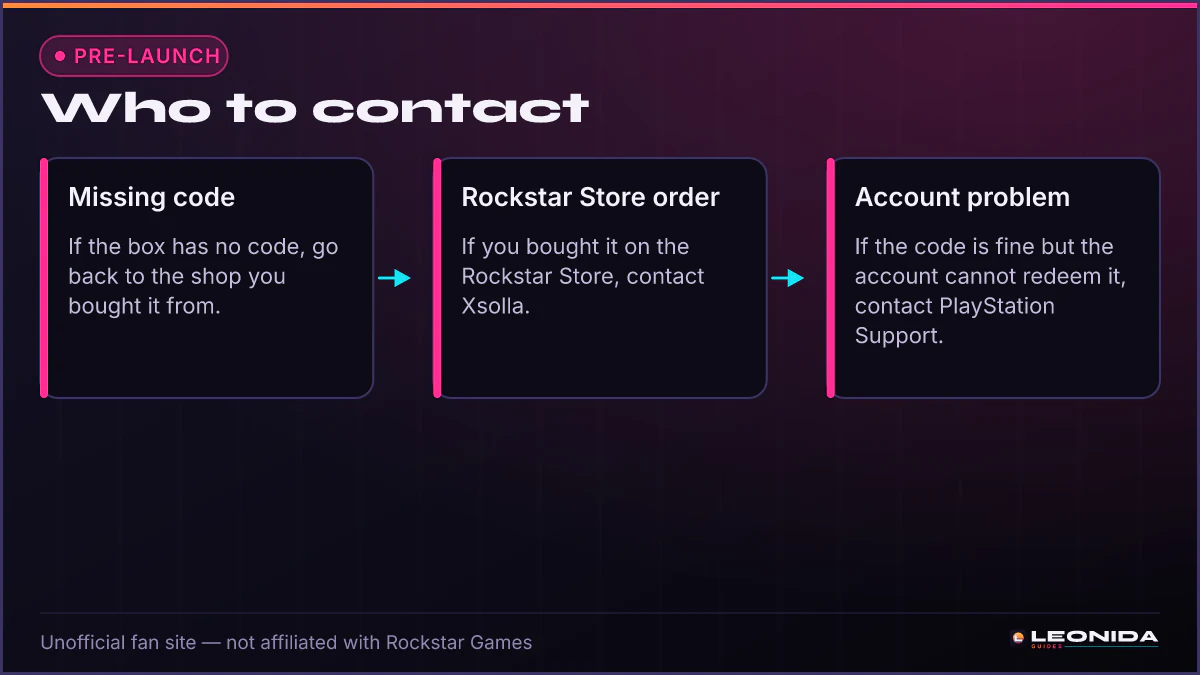 PRE-LAUNCH
Who to contact
Missing code
If the box has no code, go
back to the shop you
bought it from.
Rockstar Store order
If you bought it on the
Rockstar Store, contact
Xsolla.
Account problem
If the code is fine but the
account cannot redeem it,
contact PlayStation
Support.
Unofficial fan site — not affiliated with Rockstar Games
LEONIDA
GUIDES